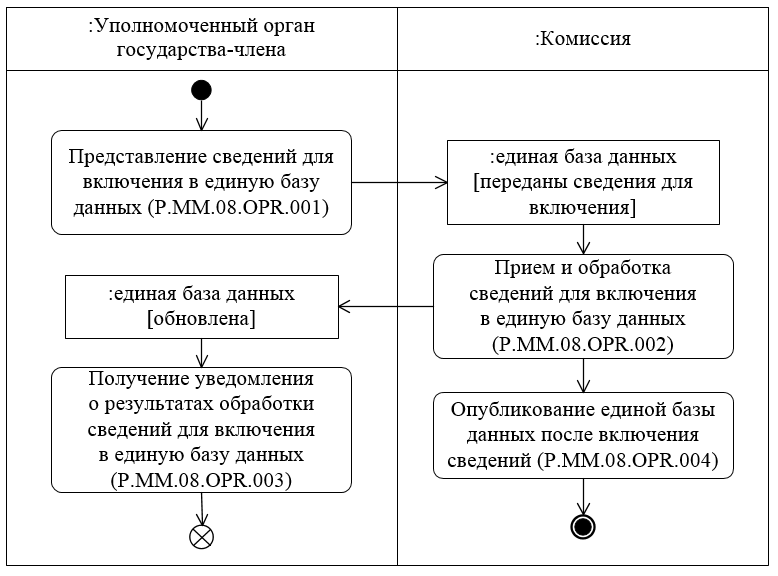 :Уполномоченный орган
государства-члена
:Комиссия
Представление сведений для
включения в единую базу
данных (P.MM.08.OPR.001)
:единая база данных
[переданы сведения для
включения]
Прием и обработка
сведений для включения
в единую базу данных
(P.MM.08.OPR.002)
:единая база данных
[обновлена]
Получение уведомления
о результатах обработки
сведений для включения
в единую базу данных
(P.MM.08.OPR.003)
Опубликование единой базы
данных после включения
сведений (P.MM.08.OPR.004)